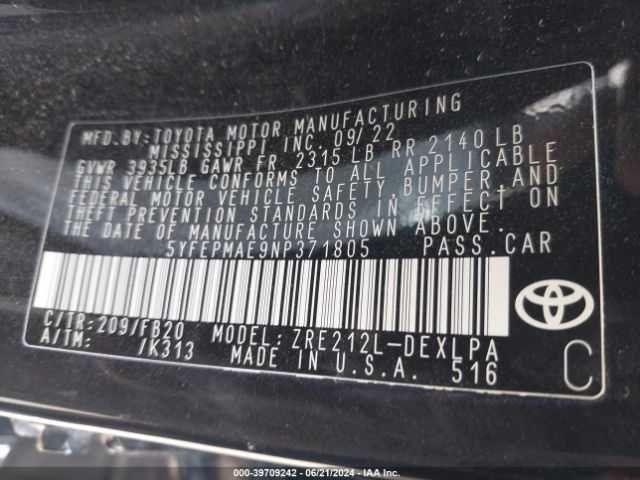 MFD.BY:TOYOTA MOTOR MANUFACTURING
MISSISSIPPI INC. 09/22
GVWR 3935LB GAWR FR 2315 LB RR 2140 LB
THIS VEHICLE CONFORMS TO ALL APPLICABLE
FEDERAL MOTOR VEHICLE SAFETY, BUMPER, AND
THEFT PREVENTION STANDARDS IN EFFECT ON
THE DATE OF MANUFACTURE SHOWN ABOVE.
5YFEPMAE9NP371805 PASS.CAR
C/TR:209/FB20 MODEL: ZRE212L-DEXLPA
A/TM: /K313 MADE IN U.S.A. 516
C
000-39709242 / 06/21/2024 - IAA Inc.